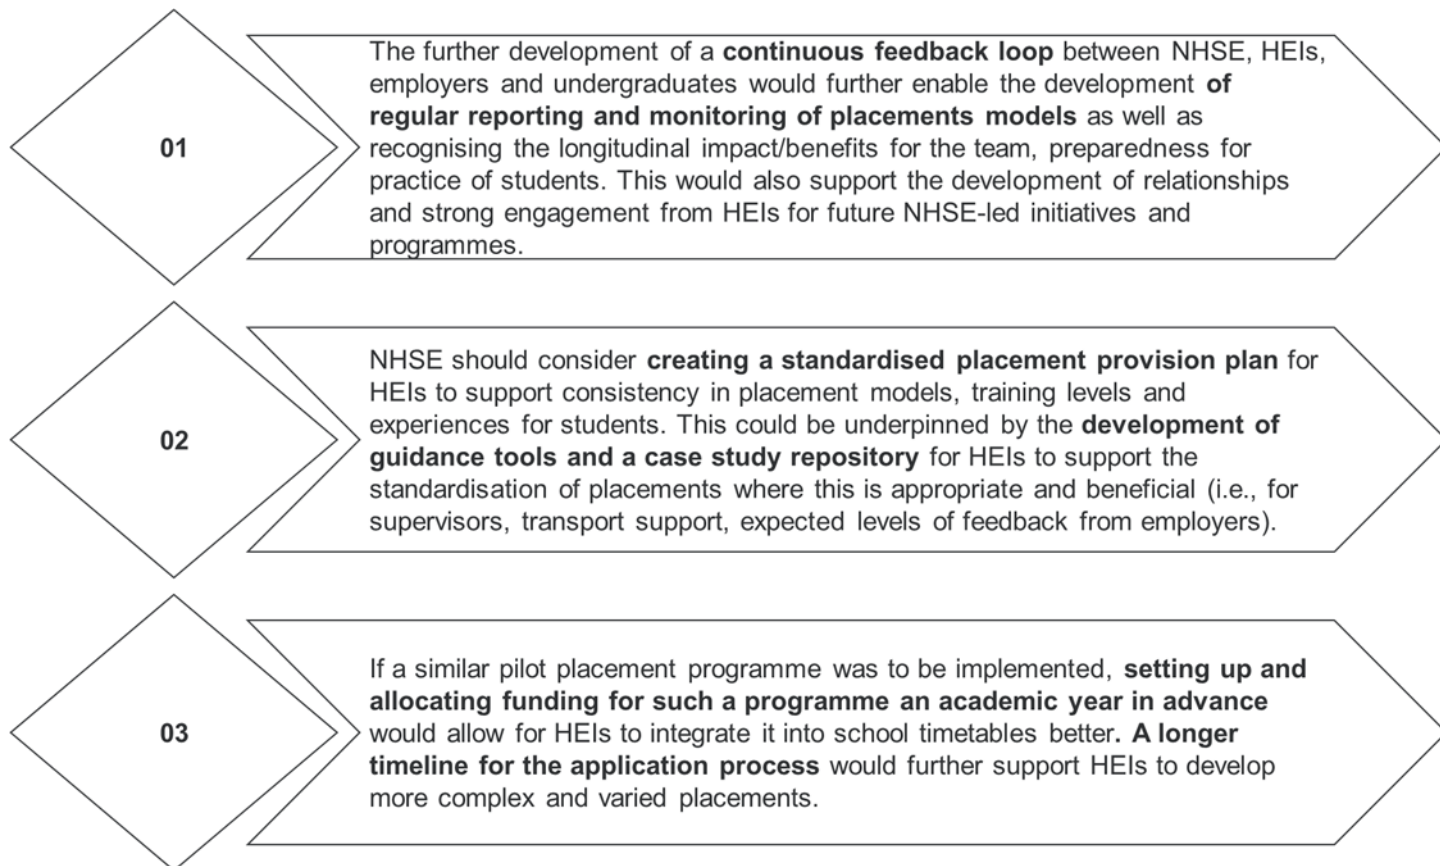 01
The further development of a continuous feedback loop between NHSE, HEIs,
employers and undergraduates would further enable the development of
regular reporting and monitoring of placements models as well as
recognising the longitudinal impact/benefits for the team, preparedness for
practice of students. This would also support the development of relationships
and strong engagement from HEIs for future NHSE-led initiatives and
programmes.
02
NHSE should consider creating a standardised placement provision plan for
HEIs to support consistency in placement models, training levels and
experiences for students. This could be underpinned by the development of
guidance tools and a case study repository for HEIs to support the
standardisation of placements where this is appropriate and beneficial (i.e., for
supervisors, transport support, expected levels of feedback from employers).
03
If a similar pilot placement programme was to be implemented, setting up and
allocating funding for such a programme an academic year in advance
would allow for HEIs to integrate it into school timetables better. A longer
timeline for the application process would further support HEIs to develop
more complex and varied placements.